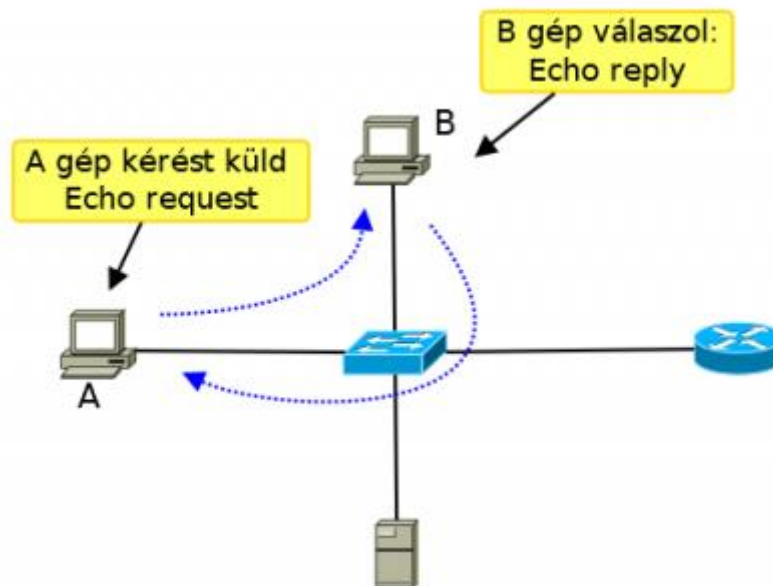 B gép válaszol:
Echo reply
B
A gép kérést küld
Echo request
A